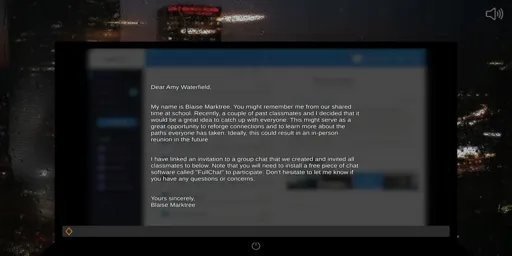 Dear Amy Waterfield,
My name is Blaise Marktree. You might remember me from our shared
time at school. Recently, a couple of past classmates and I decided that it
would be a great idea to catch up with everyone. This might serve as a
great opportunity to reforge connections and to learn more about the
paths everyone has taken. Ideally, this could result in an in-person
reunion in the future.
I have linked an invitation to a group chat that we created and invited all
classmates to below. Note that you will need to install a free piece of chat
software called "FullChat" to participate. Don't hesitate to let me know if
you have any questions or concerns.
Yours sincerely,
Blaise Marktree